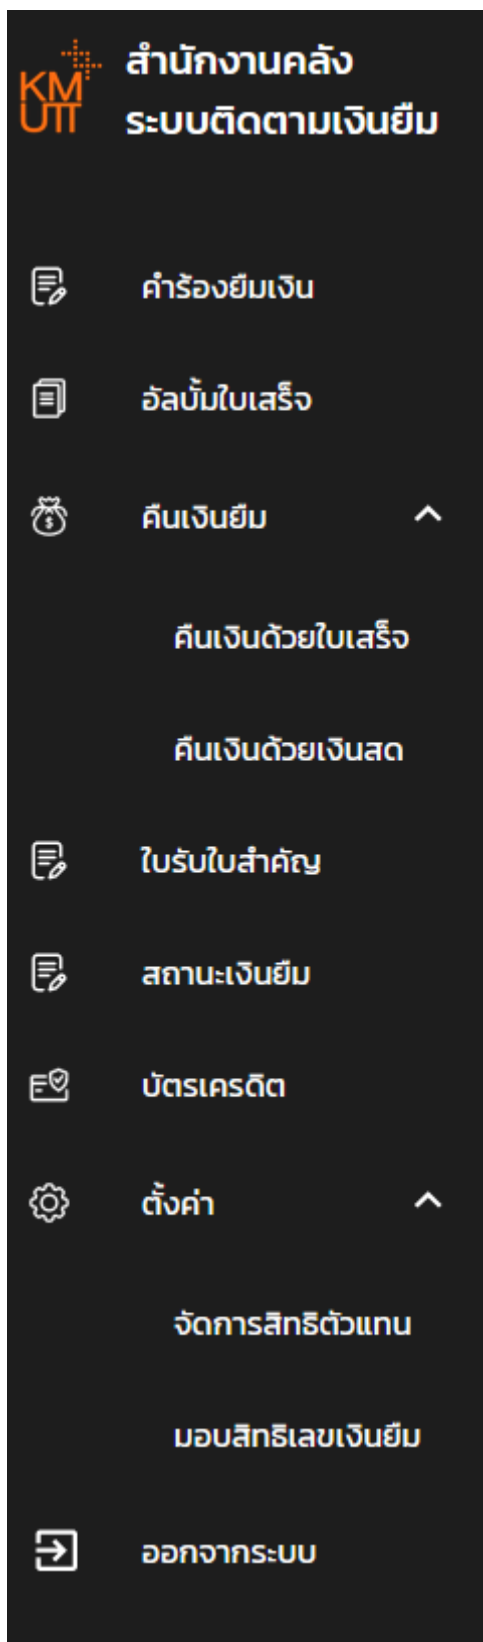 KM
UTT
สำนักงานคลัง
ระบบติดตามเงินยืม
คำร้องยืมเงิน
อัลบั้มใบเสร็จ
คืนเงินยืม
คืนเงินด้วยใบเสร็จ
คืนเงินด้วยเงินสด
ใบรับใบสำคัญ
สถานะเงินยืม
บัตรเครดิต
ตั้งค่า
จัดการสิทธิตัวแทน
มอบสิทธิเลขเงินยืม
ออกจากระบบ